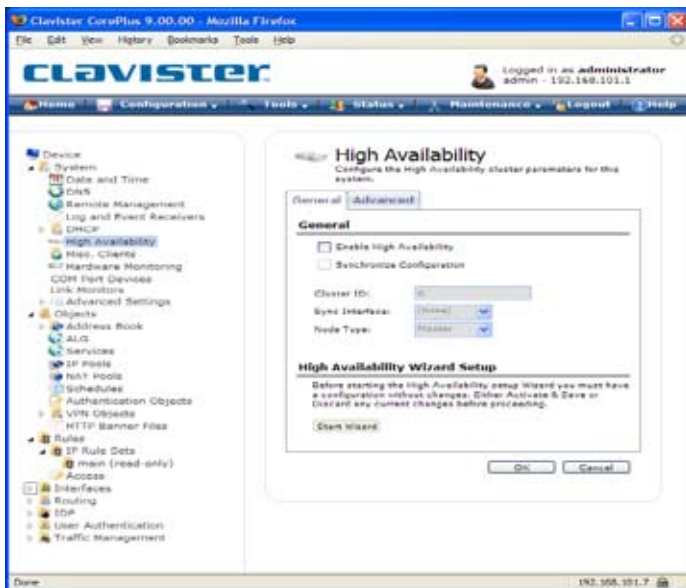 Clavister CorePlus 9.00.00 - Mozilla Firefox
File Edit View History Bookmarks Tools Help
CLAVISTER
Logged in as administrator
admin - 192.168.101.1
Home Configuration Tools Status Maintenance Logout Help
Device
System
Date and Time
DNS
Remote Management
Log and Event Receivers
DHCP
High Availability
Misc. Clients
Hardware Monitoring
COM Port Devices
Link Monitors
Advanced Settings
Objects
Address Book
ALG
Services
IP Pools
NAT Pools
Schedules
Authentication Objects
VPN Objects
HTTP Banner Files
Rules
IP Rule Sets
main (read-only)
Access
Interfaces
Routing
IDP
User Authentication
Traffic Management
High Availability
Configure the High Availability cluster parameters for this
system.
General Advanced
General
Enable High Availability
Synchronize Configuration
Cluster ID: 0
Sync Interface: (None)
Node Type: Master
High Availability Wizard Setup
Before starting the High Availability setup Wizard you must have
a configuration without changes. Either Activate & Save or
Discard any current changes before proceeding.
Start Wizard
OK Cancel
Done 192.168.101.7